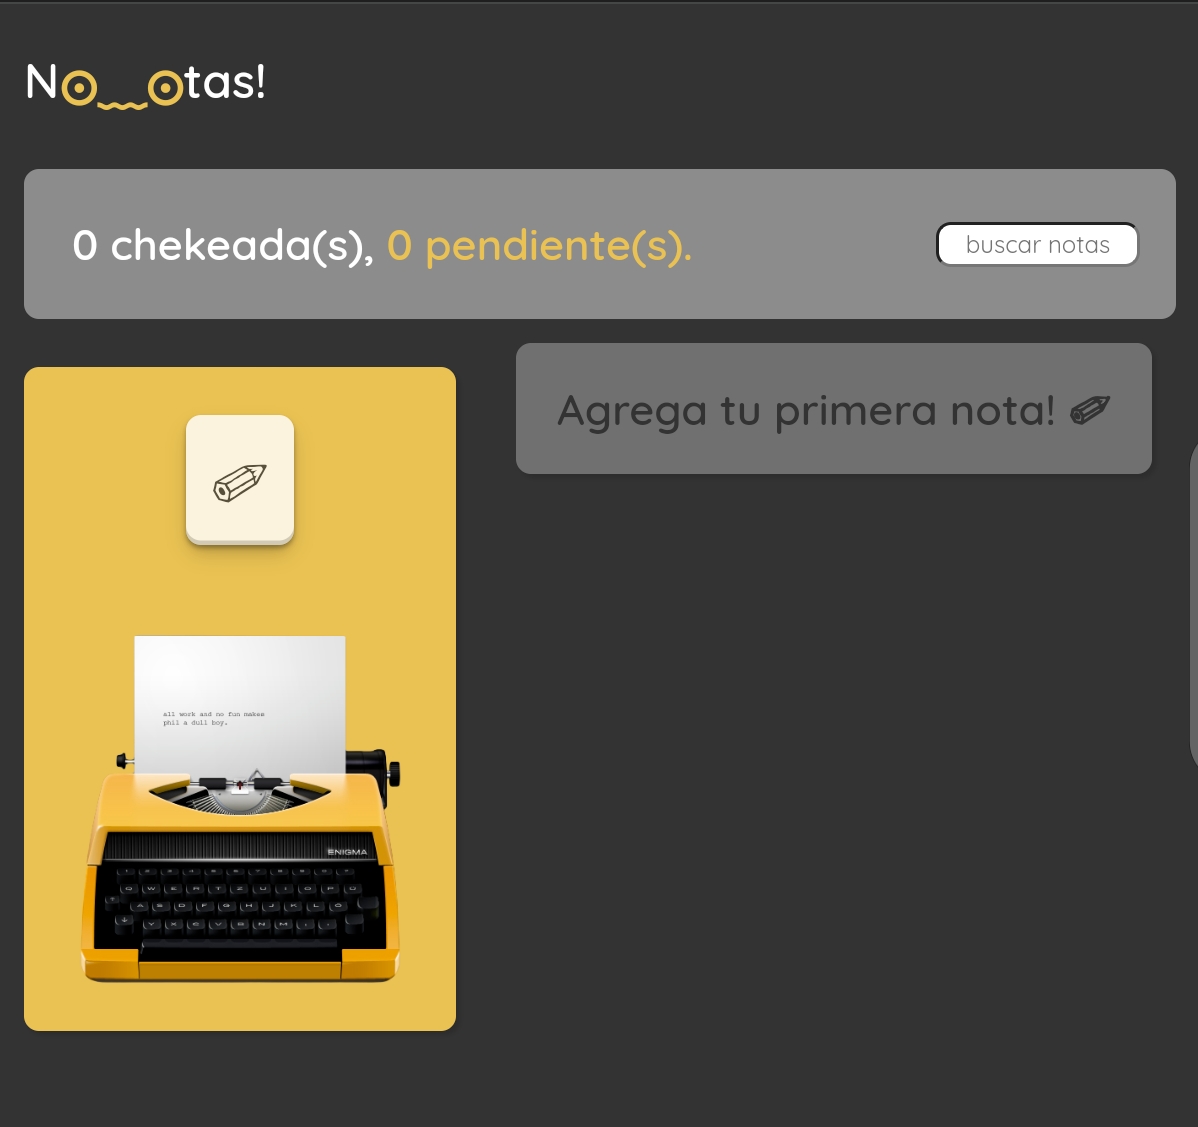 No__otas!
0 chekeada(s), 0 pendiente(s).
buscar notas
Agrega tu primera nota! ✏
all work and no fun makes
phil a dull boy.
ENIGMA
Q W E R T Z U I O P Ü
A S D F G H J K L Ö
Y X C V B N M